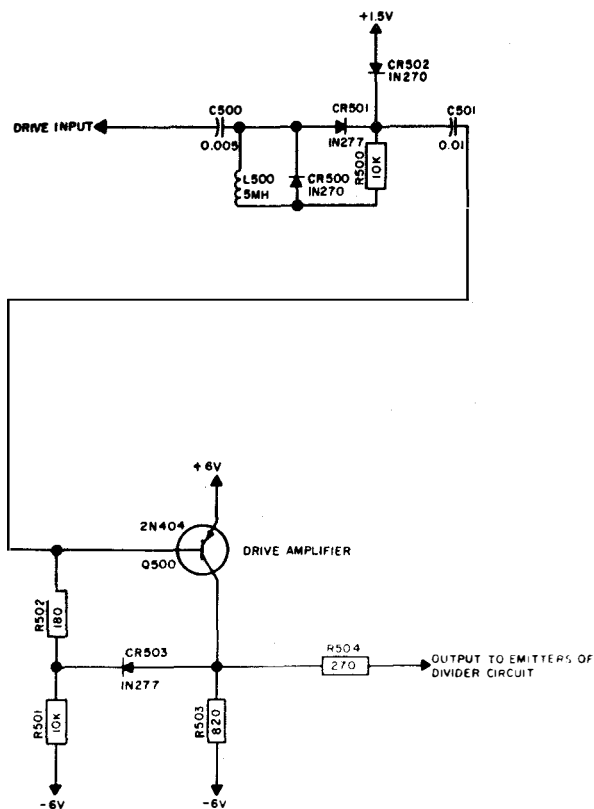 +1.5V
CR502
IN270
C500
CR501
C501
DRIVE INPUT
0.005
IN277
0.01
R500
10K
L500
5MH
CR500
IN270
+6V
2N404
Q500
DRIVE AMPLIFIER
R502
180
CR503
IN277
R504
270
OUTPUT TO EMITTERS OF
DIVIDER CIRCUIT
R501
10K
R503
820
-6V
-6V